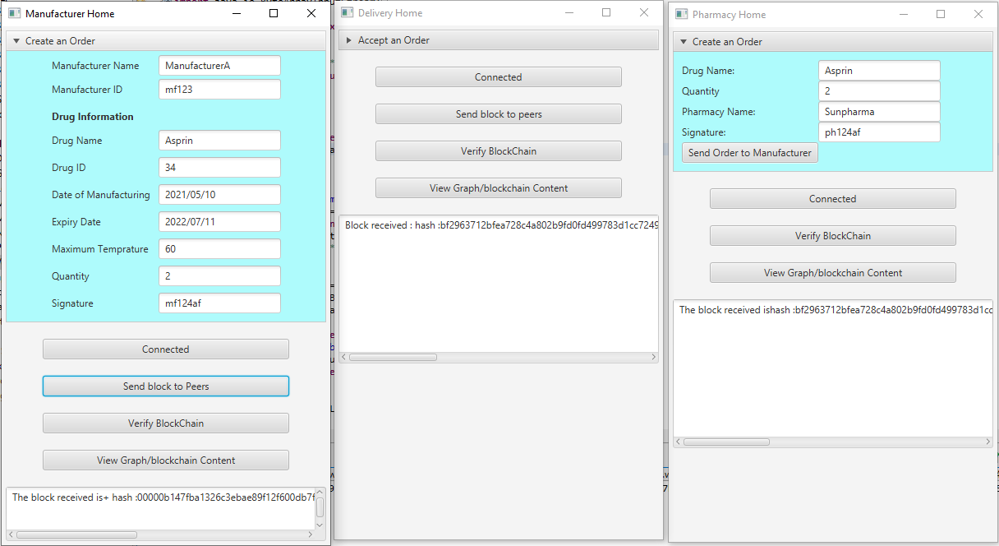 Manufacturer Home
Create an Order
Manufacturer Name ManufacturerA
Manufacturer ID mf123
Drug Information
Drug Name Asprin
Drug ID 34
Date of Manufacturing 2021/05/10
Expiry Date 2022/07/11
Maximum Temprature 60
Quantity 2
Signature mf124af
Connected
Send block to Peers
Verify BlockChain
View Graph/blockchain Content
The block received is+ hash :00000b147fba1326c3ebae89f12f600db7f
Delivery Home
Accept an Order
Connected
Send block to peers
Verify BlockChain
View Graph/blockchain Content
Block received : hash :bf2963712bfea728c4a802b9fd0fd499783d1cc7249
Pharmacy Home
Create an Order
Drug Name: Asprin
Quantity 2
Pharmacy Name: Sunpharma
Signature: ph124af
Send Order to Manufacturer
Connected
Verify BlockChain
View Graph/blockchain Content
The block received ishash :bf2963712bfea728c4a802b9fd0fd499783d1cc